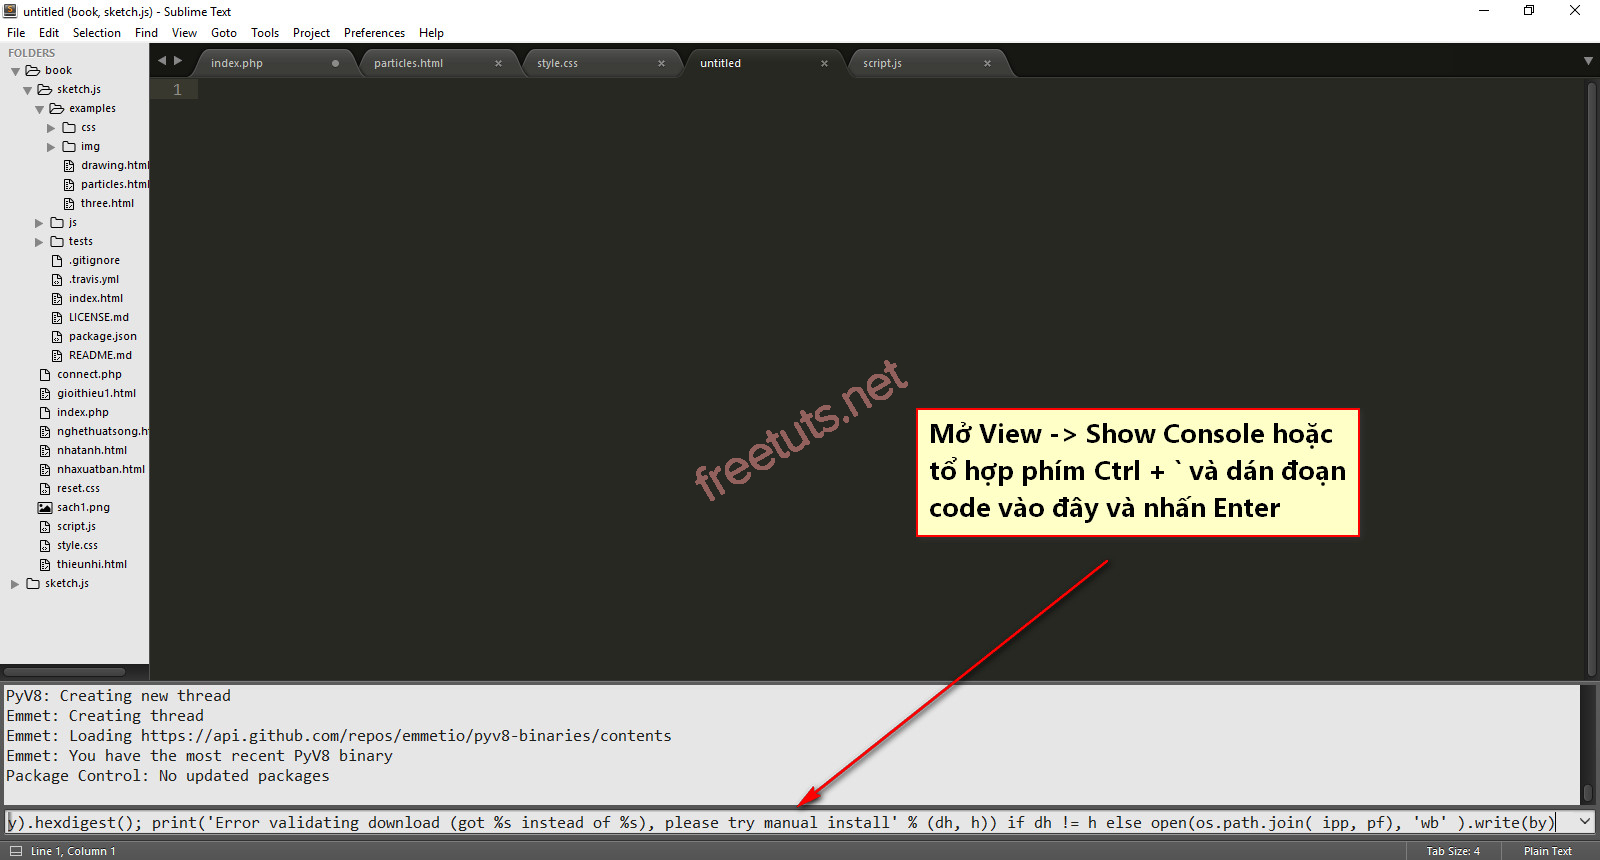 untitled (book, sketch.js) - Sublime Text
File Edit Selection Find View Goto Tools Project Preferences Help
FOLDERS
book
sketch.js
examples
css
img
drawing.html
particles.html
three.html
js
tests
.gitignore
.travis.yml
index.html
LICENSE.md
package.json
README.md
connect.php
gioithieu1.html
index.php
nghethuatsong.h
nhatanh.html
nhaxuatban.html
reset.css
sach1.png
script.js
style.css
thieunhi.html
sketch.js
index.php particles.html style.css untitled script.js
1
freetuts.net
Mở View -> Show Console hoặc
tổ hợp phím Ctrl + ` và dán đoạn
code vào đây và nhấn Enter
PyV8: Creating new thread
Emmet: Creating thread
Emmet: Loading https://api.github.com/repos/emmetio/pyv8-binaries/contents
Emmet: You have the most recent PyV8 binary
Package Control: No updated packages
y).hexdigest(); print('Error validating download (got %s instead of %s), please try manual install' % (dh, h)) if dh != h else open(os.path.join( ipp, pf), 'wb' ).write(by)
Line 1, Column 1 Tab Size: 4 Plain Text